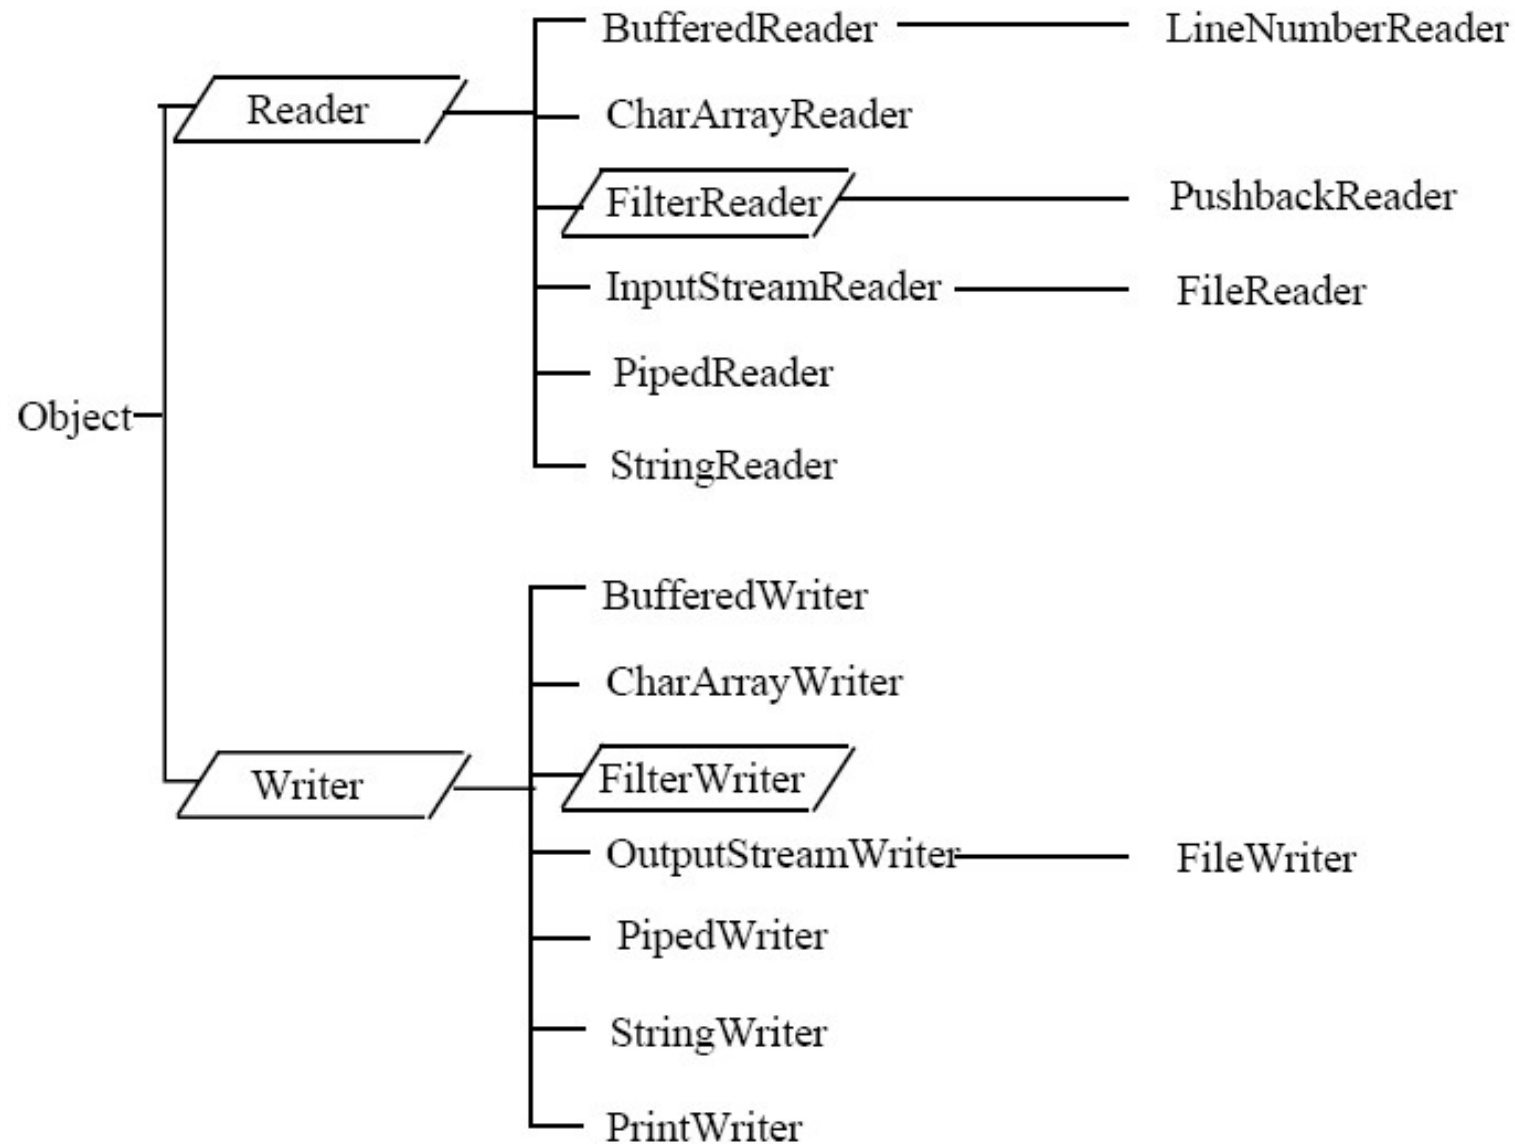 BufferedReader
LineNumberReader
Reader
CharArrayReader
FilterReader
PushbackReader
InputStreamReader
FileReader
PipedReader
Object
StringReader
BufferedWriter
CharArrayWriter
Writer
FilterWriter
OutputStreamWriter
FileWriter
PipedWriter
StringWriter
PrintWriter